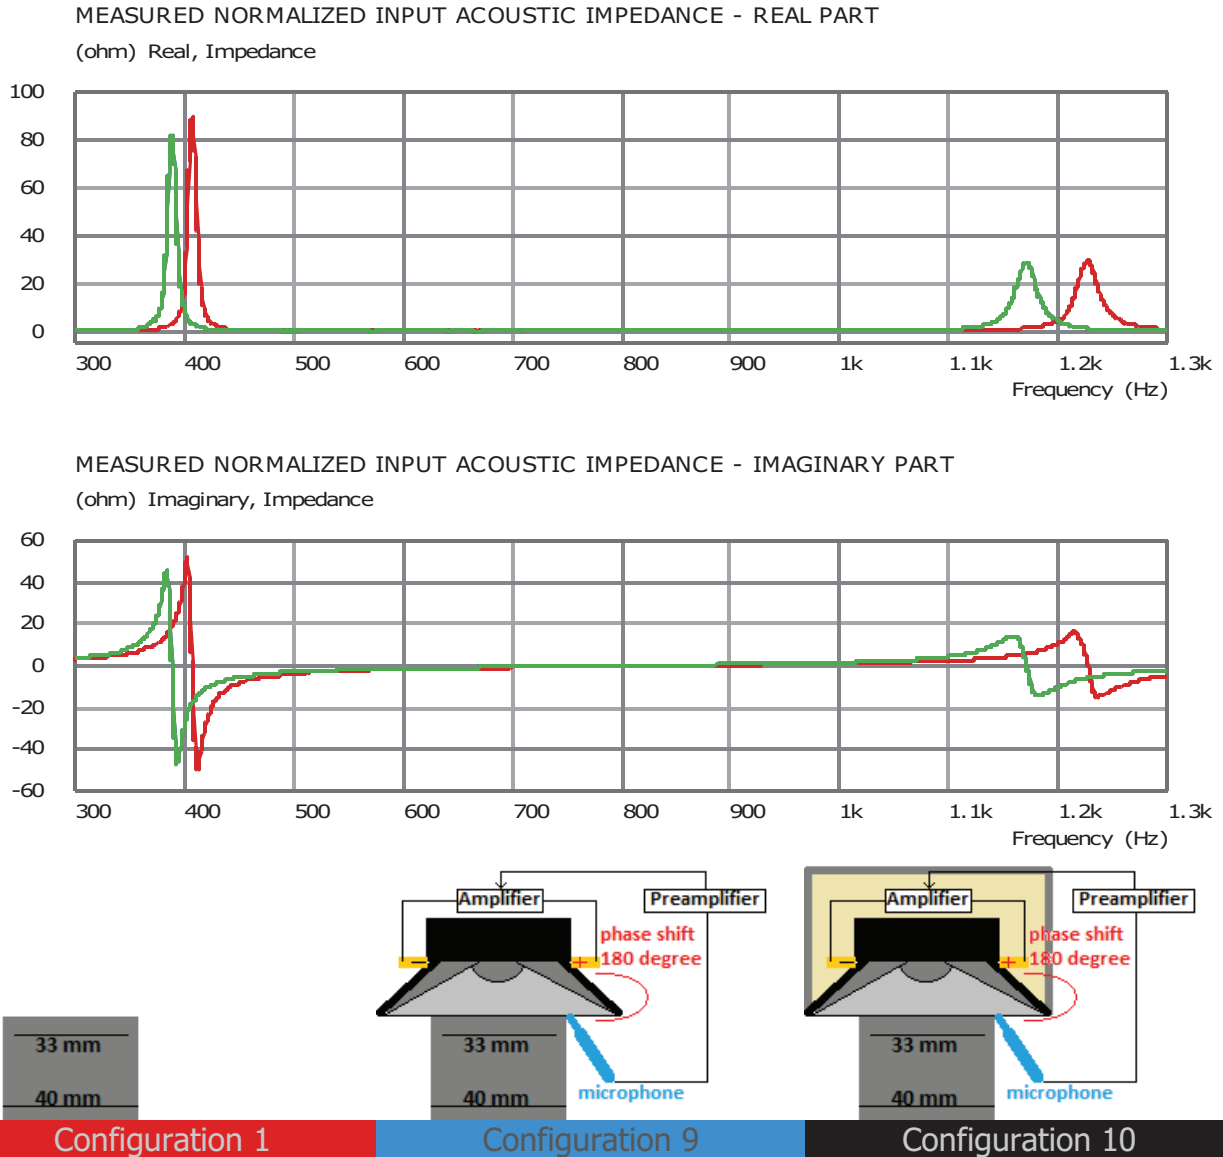 MEASURED NORMALIZED INPUT ACOUSTIC IMPEDANCE - REAL PART
(ohm) Real, Impedance
100
80
60
40
20
0
300 400 500 600 700 800 900 1k 1.1k 1.2k 1.3k
Frequency (Hz)
MEASURED NORMALIZED INPUT ACOUSTIC IMPEDANCE - IMAGINARY PART
(ohm) Imaginary, Impedance
60
40
20
0
-20
-40
-60
300 400 500 600 700 800 900 1k 1.1k 1.2k 1.3k
Frequency (Hz)
33 mm
40 mm
Configuration 1
Amplifier
Preamplifier
phase shift
− + 180 degree
33 mm
40 mm
microphone
Configuration 9
Amplifier
Preamplifier
phase shift
− + 180 degree
33 mm
40 mm
microphone
Configuration 10